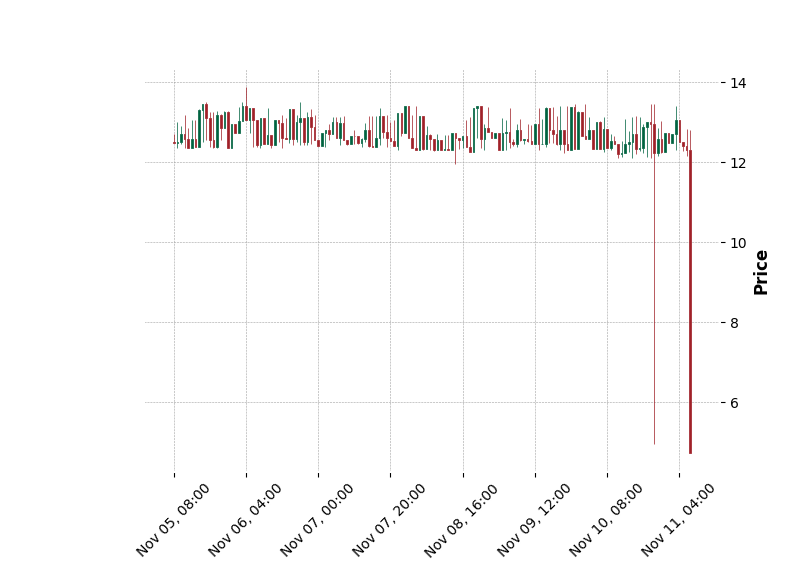 14
12
10
8
6
Price
Nov 05, 08:00
Nov 06, 04:00
Nov 07, 00:00
Nov 07, 20:00
Nov 08, 16:00
Nov 09, 12:00
Nov 10, 08:00
Nov 11, 04:00